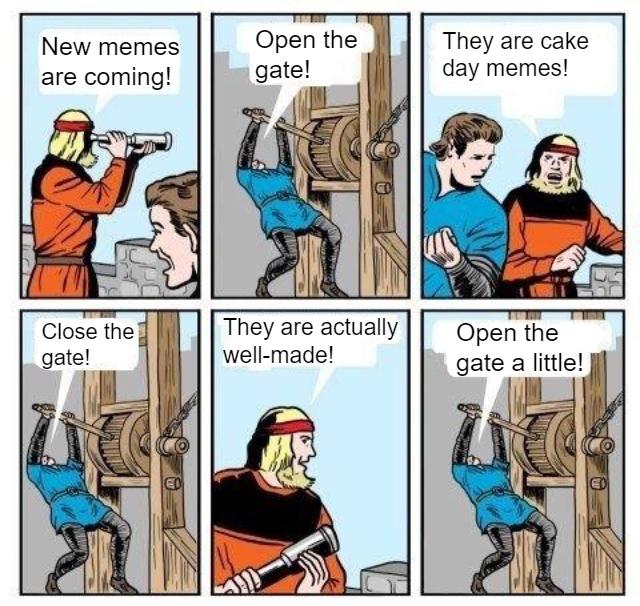 New memes
are coming!
Open the
gate!
They are cake
day memes!
Close the
gate!
They are actually
well-made!
Open the
gate a little!